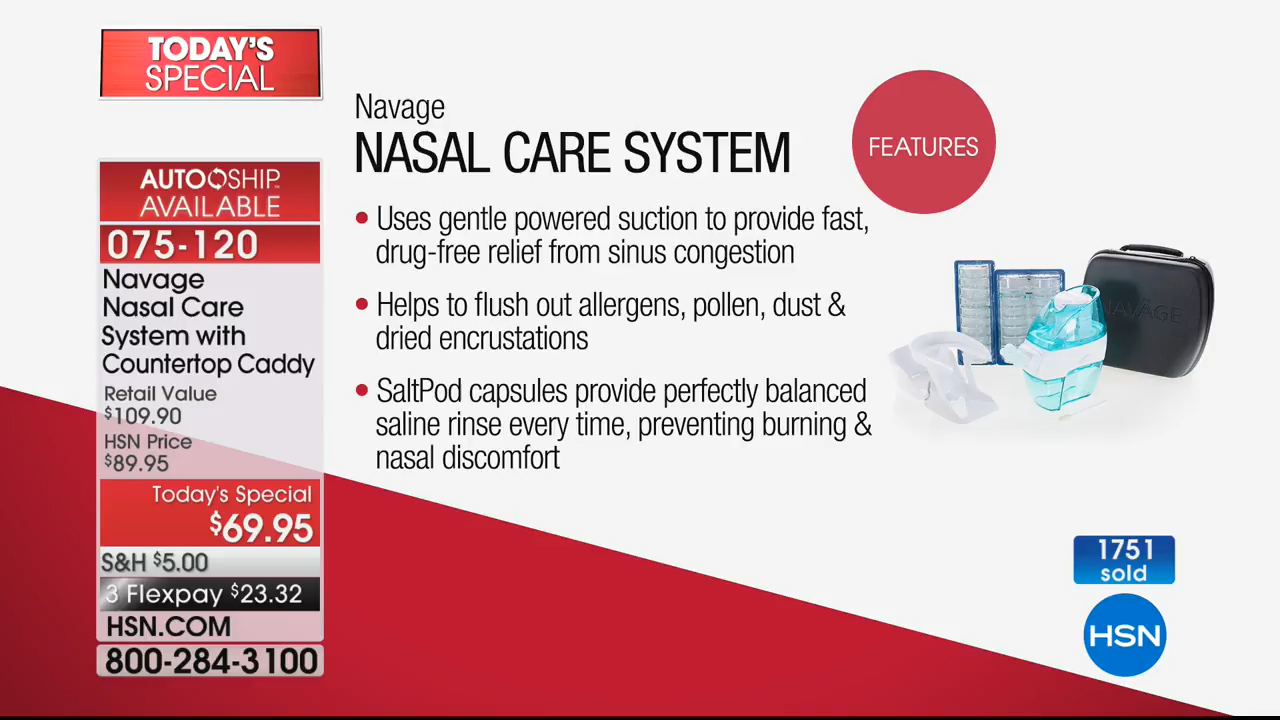 TODAY'S
SPECIAL
AUTOSHIP
AVAILABLE
075-120
Navage
Nasal Care
System with
Countertop Caddy
Retail Value
$109.90
HSN Price
$89.95
Today's Special
$69.95
S&H $5.00
3 Flexpay $23.32
HSN.COM
800-284-3100
Navage
NASAL CARE SYSTEM
FEATURES
• Uses gentle powered suction to provide fast,
drug-free relief from sinus congestion
• Helps to flush out allergens, pollen, dust &
dried encrustations
• SaltPod capsules provide perfectly balanced
saline rinse every time, preventing burning &
nasal discomfort
NAVAGE
1751
sold
HSN